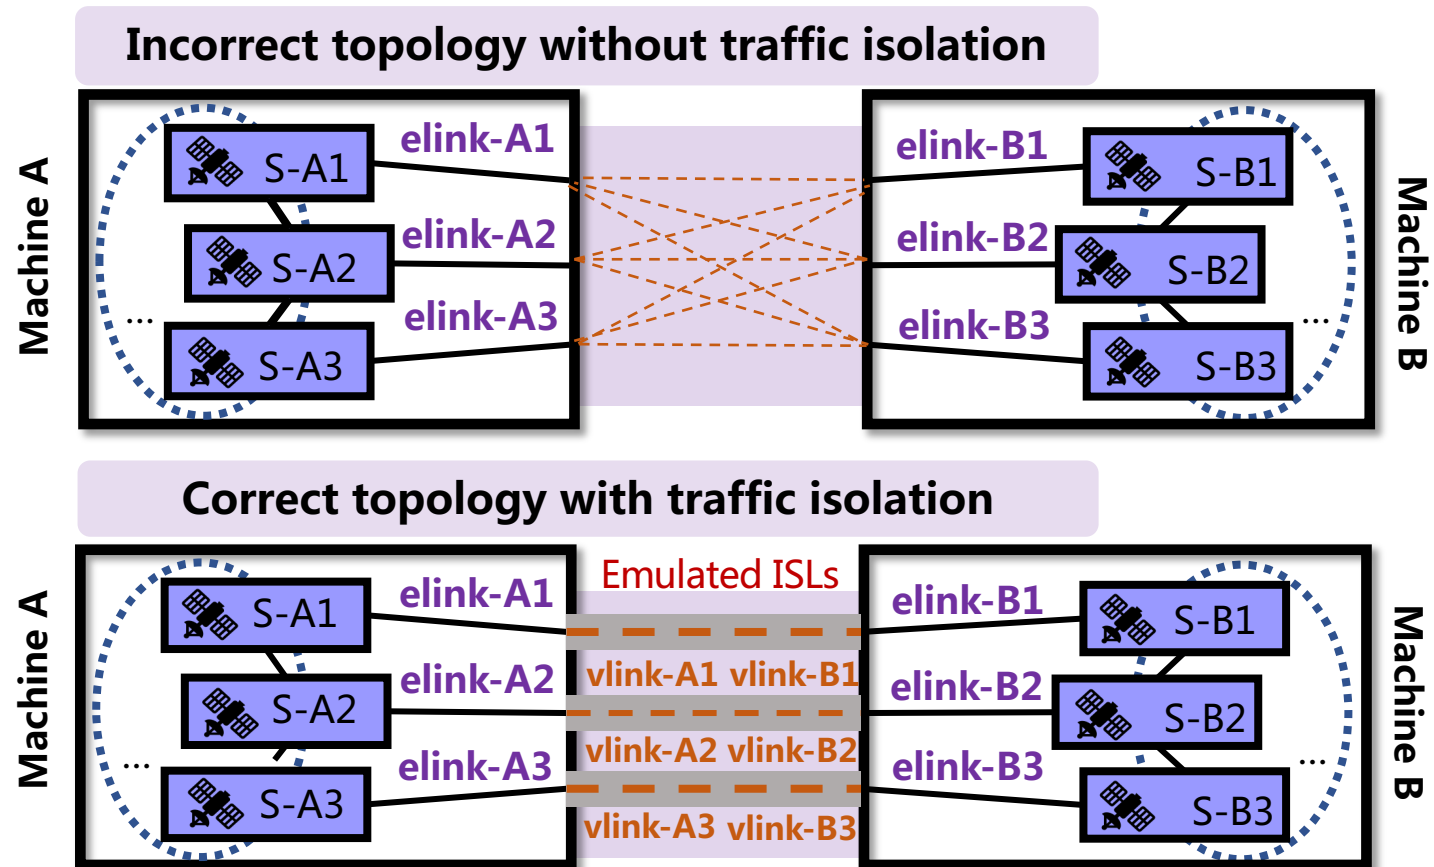 Incorrect topology without traffic isolation
Machine A
S-A1
elink-A1
elink-B1
S-B1
S-A2
elink-A2
elink-B2
S-B2
...
S-A3
elink-A3
elink-B3
S-B3
...
Machine B
Correct topology with traffic isolation
Machine A
Emulated ISLs
S-A1
elink-A1
elink-B1
S-B1
vlink-A1 vlink-B1
S-A2
elink-A2
elink-B2
S-B2
vlink-A2 vlink-B2
...
S-A3
elink-A3
elink-B3
S-B3
...
vlink-A3 vlink-B3
Machine B